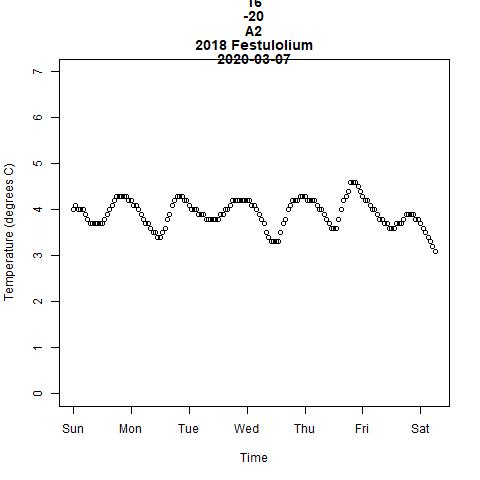 16
-20
A2
2018 Festulolium
2020-03-07
7
6
5
4
3
2
1
0
Temperature (degrees C)
Sun Mon Tue Wed Thu Fri Sat
Time